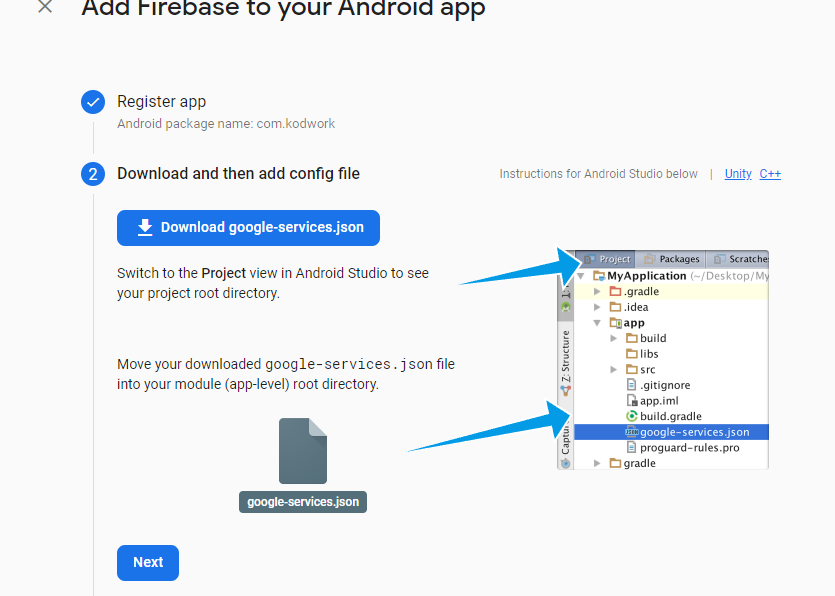 Add Firebase to your Android app
Register app
Android package name: com.kodwork
2 Download and then add config file
Instructions for Android Studio below | Unity C++
Download google-services.json
Switch to the Project view in Android Studio to see
your project root directory.
Move your downloaded google-services.json file
into your module (app-level) root directory.
google-services.json
Next
Project Packages Scratches
MyApplication (~/Desktop/My
.gradle
.idea
app
build
libs
src
.gitignore
app.iml
build.gradle
google-services.json
proguard-rules.pro
gradle
1:
Z: Structure
Captur